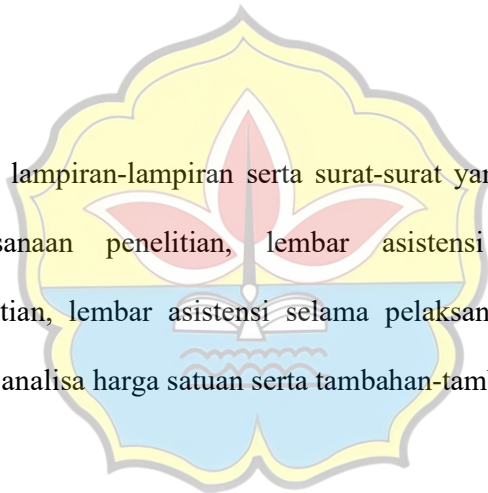 lampiran-lampiran serta surat-surat yan
sanaan penelitian, lembar asistensi
tian, lembar asistensi selama pelaksan
analisa harga satuan serta tambahan-tam